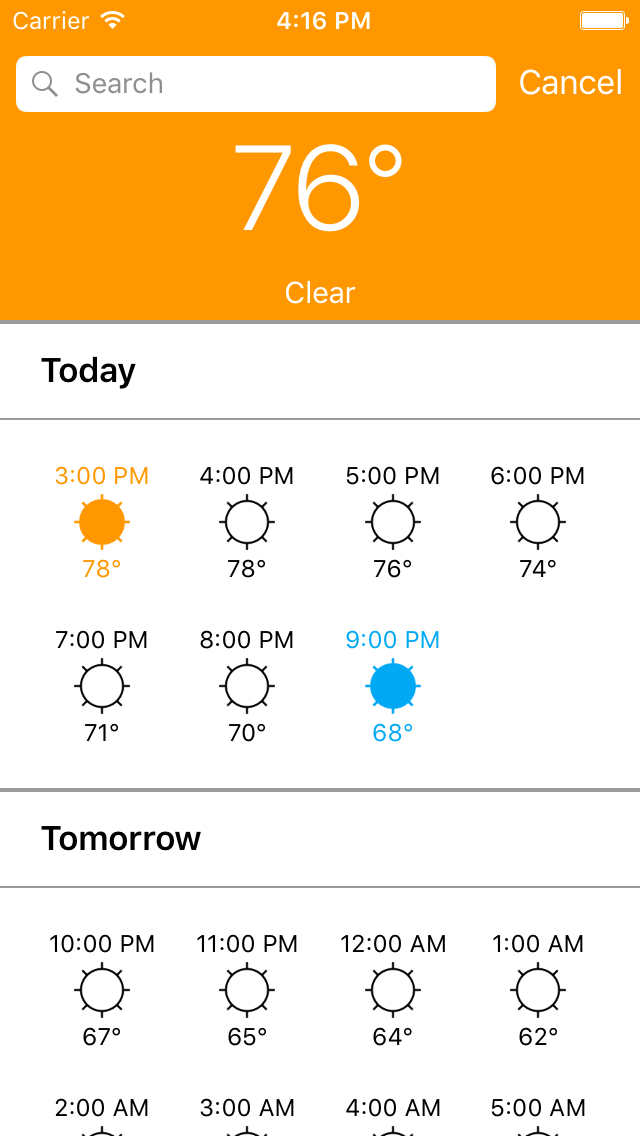 Carrier 4:16 PM
Search Cancel
76°
Clear
Today
3:00 PM 4:00 PM 5:00 PM 6:00 PM
78° 78° 76° 74°
7:00 PM 8:00 PM 9:00 PM
71° 70° 68°
Tomorrow
10:00 PM 11:00 PM 12:00 AM 1:00 AM
67° 65° 64° 62°
2:00 AM 3:00 AM 4:00 AM 5:00 AM